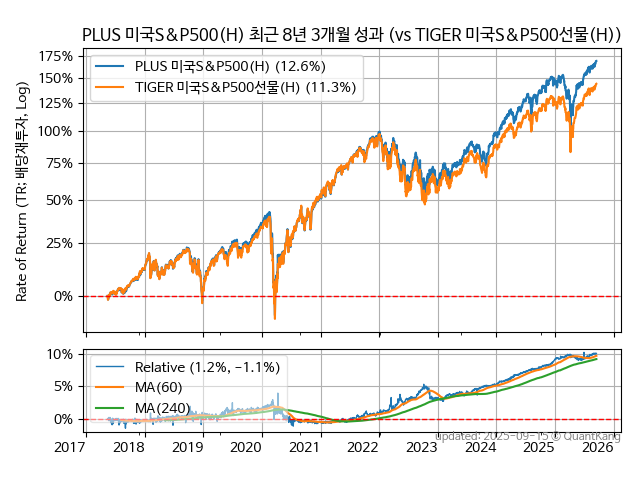 PLUS 미국S&P500(H) 최근 8년 3개월 성과 (vs TIGER 미국S&P500선물(H))
175%
150%
125%
100%
75%
50%
25%
0%
Rate of Return (TR: 배당재투자, Log)
PLUS 미국S&P500(H) (12.6%)
TIGER 미국S&P500선물(H) (11.3%)
10%
5%
0%
Relative (1.2%, -1.1%)
MA(60)
MA(240)
Updated: 2025-09-15 © QuantKang
2017 2018 2019 2020 2021 2022 2023 2024 2025 2026